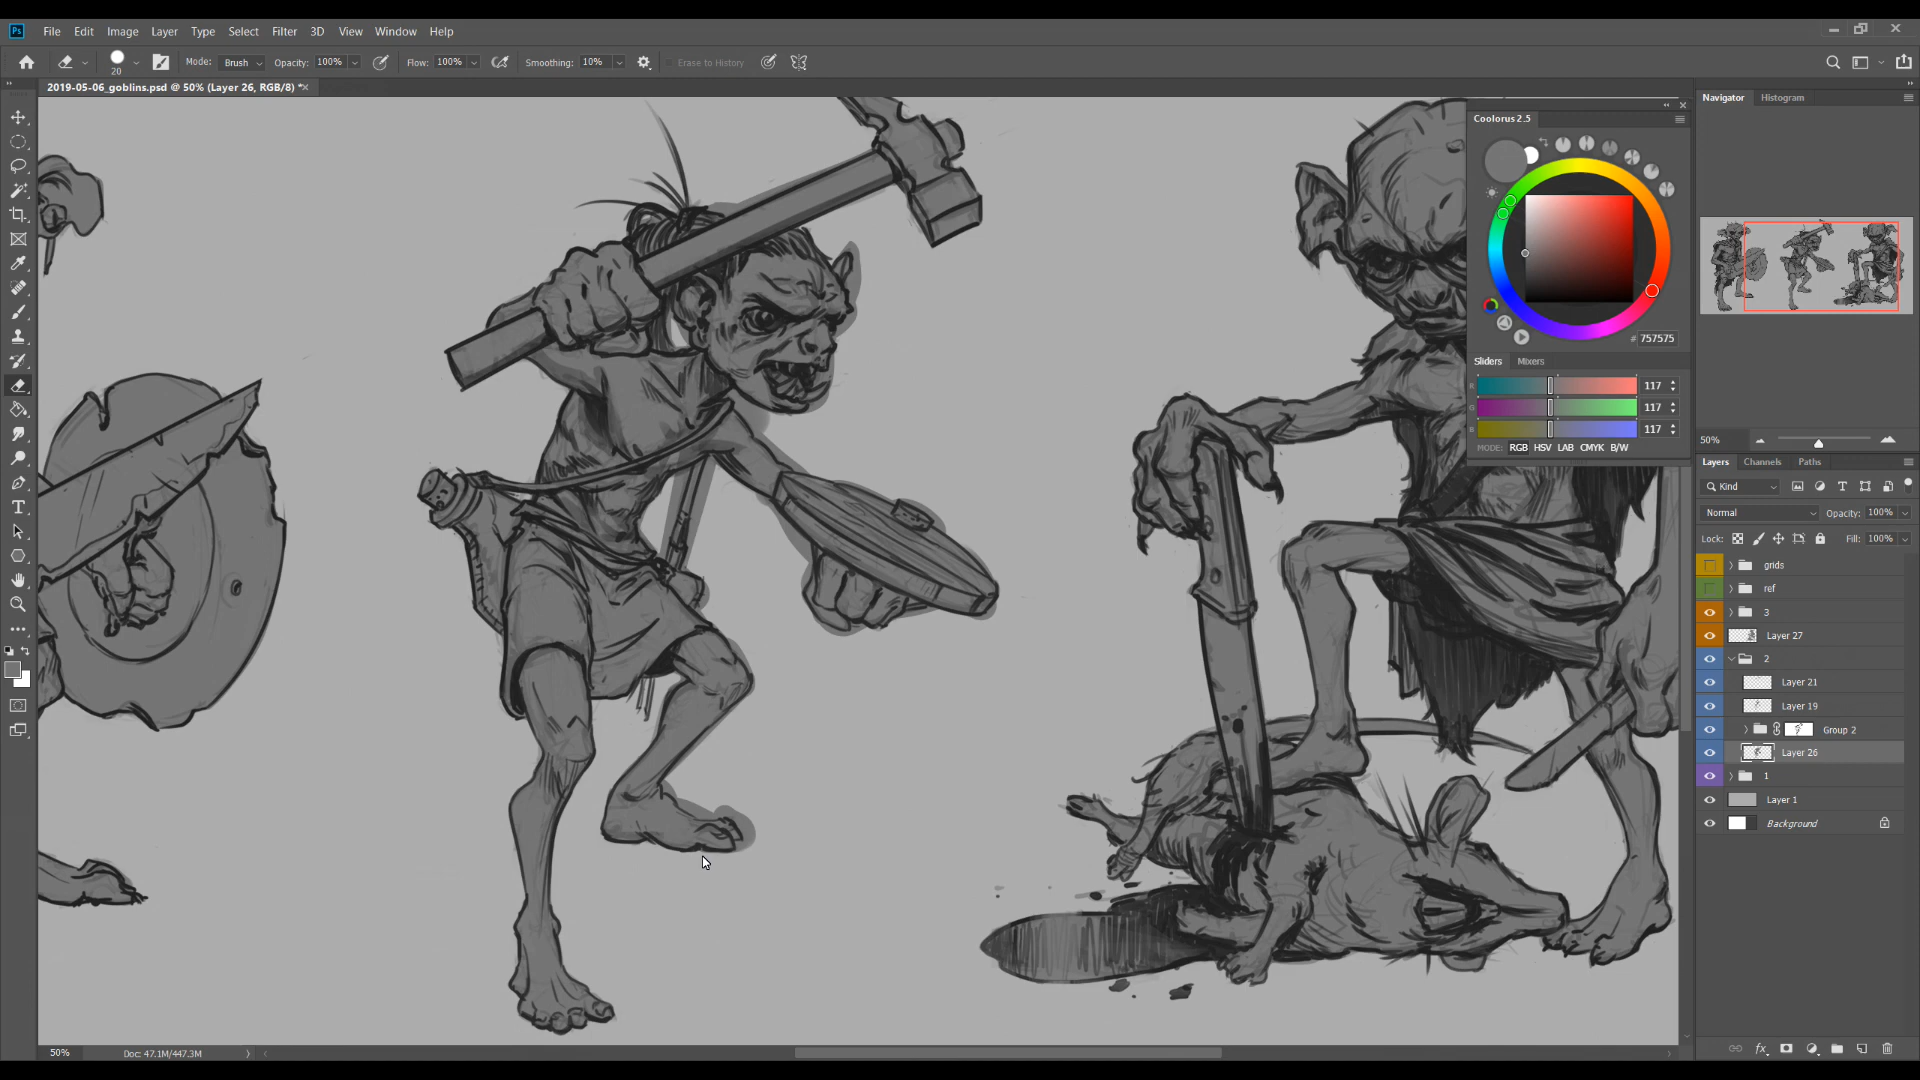 Ps File Edit Image Layer Type Select Filter 3D View Window Help
20 Mode: Brush Opacity: 100% Flow: 100% Smoothing: 10% Erase to History
2019-05-06_goblins.psd @ 50% (Layer 26, RGB/8) *
Navigator Histogram
Coolorus 2.5
# 757575
Sliders Mixers
R 117
G 117
B 117
MODE: RGB HSV LAB CMYK B/W
50%
Layers Channels Paths
Kind
Normal Opacity: 100%
Lock: Fill: 100%
grids
ref
3
Layer 27
2
Layer 21
Layer 19
Group 2
Layer 26
1
Layer 1
Background
fx
50% Doc: 47.1M/447.3M